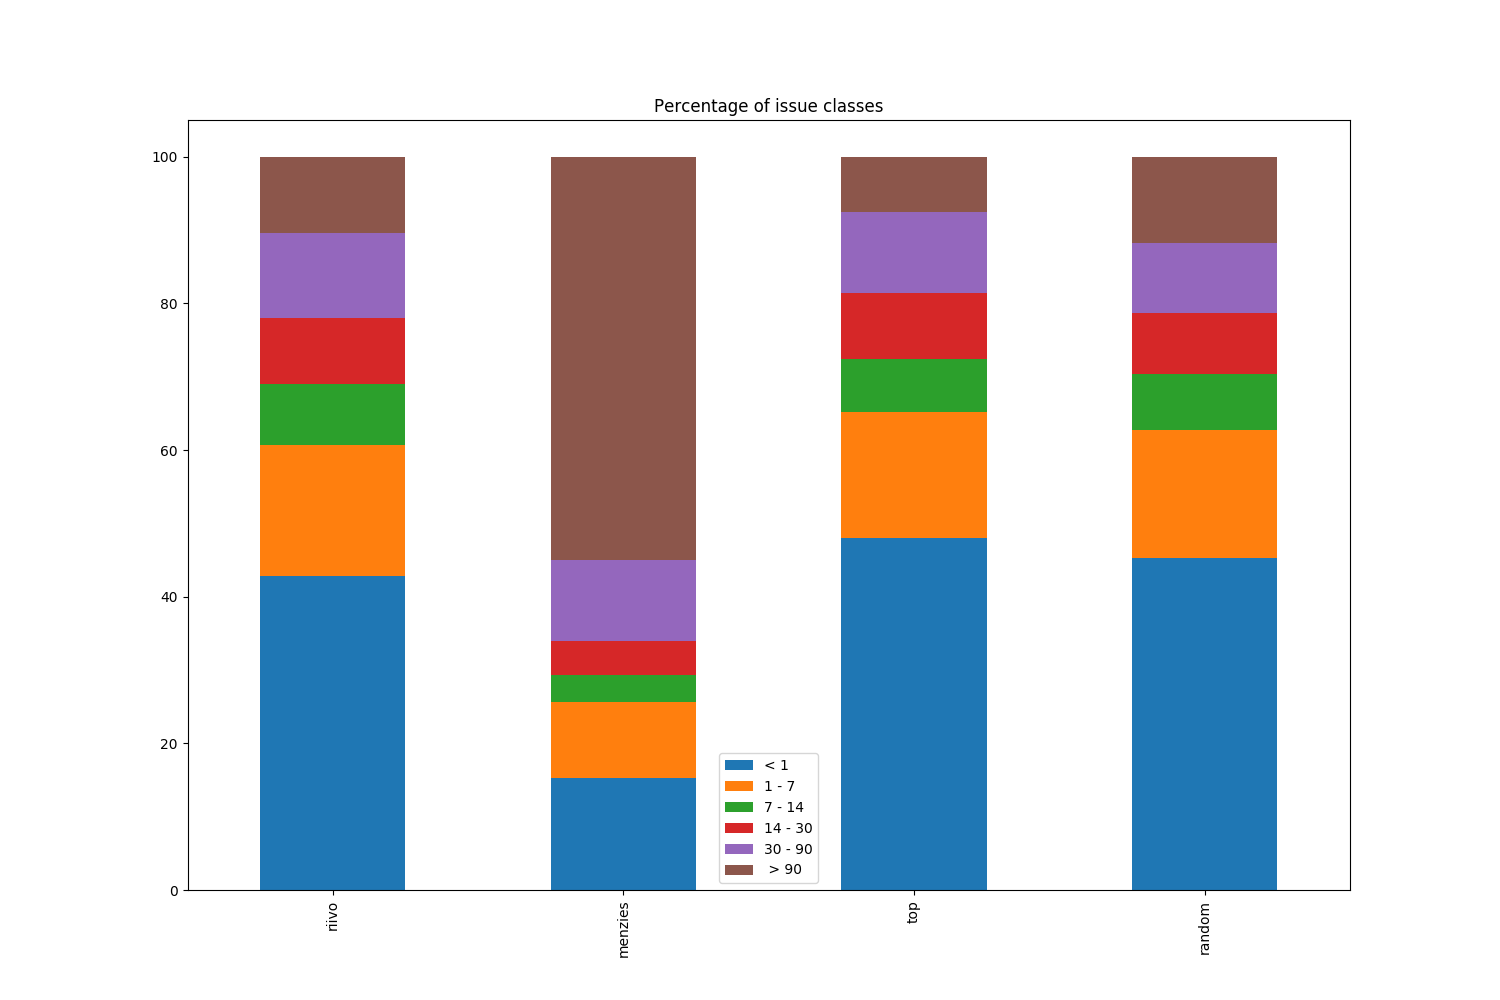 Percentage of issue classes
100
80
60
40
20
0
< 1
1 - 7
7 - 14
14 - 30
30 - 90
> 90
riivo
menzies
top
random